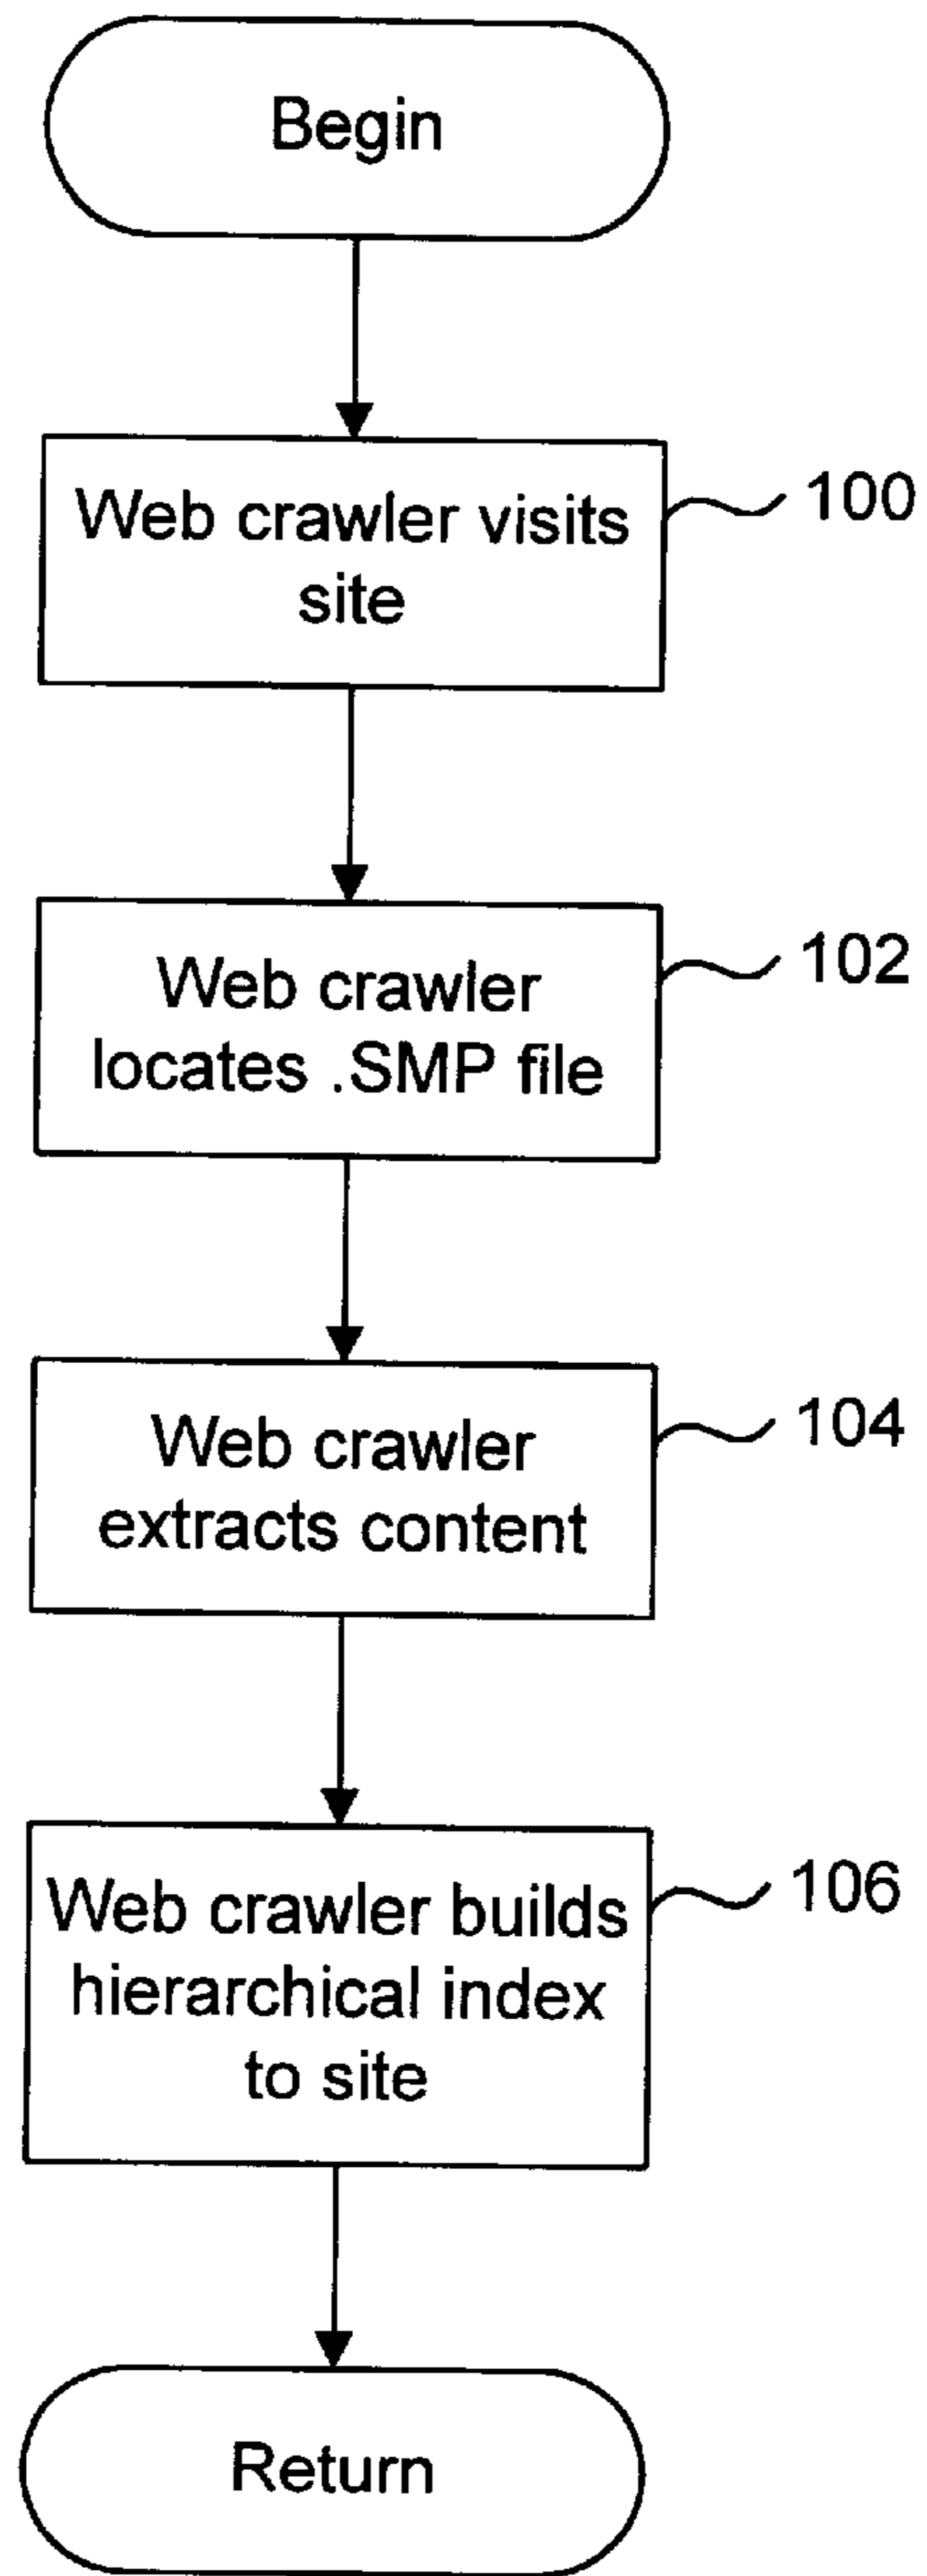 Begin
Web crawler visits
site
100
Web crawler
locates .SMP file
102
Web crawler
extracts content
104
Web crawler builds
hierarchical index
to site
106
Return